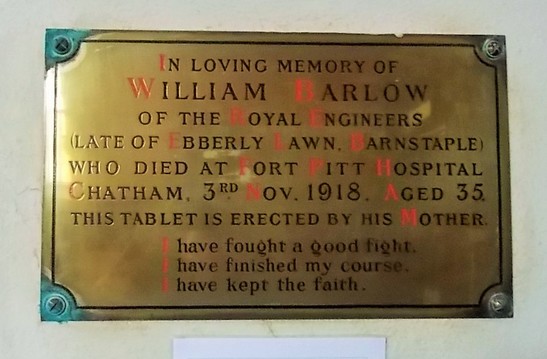 IN LOVING MEMORY OF
WILLIAM BARLOW
OF THE ROYAL ENGINEERS
(LATE OF EBBERLY LAWN, BARNSTAPLE)
WHO DIED AT FORT PITT HOSPITAL
CHATHAM, 3RD NOV. 1918. AGED 35.
THIS TABLET IS ERECTED BY HIS MOTHER.
I have fought a good fight.
I have finished my course.
I have kept the faith.